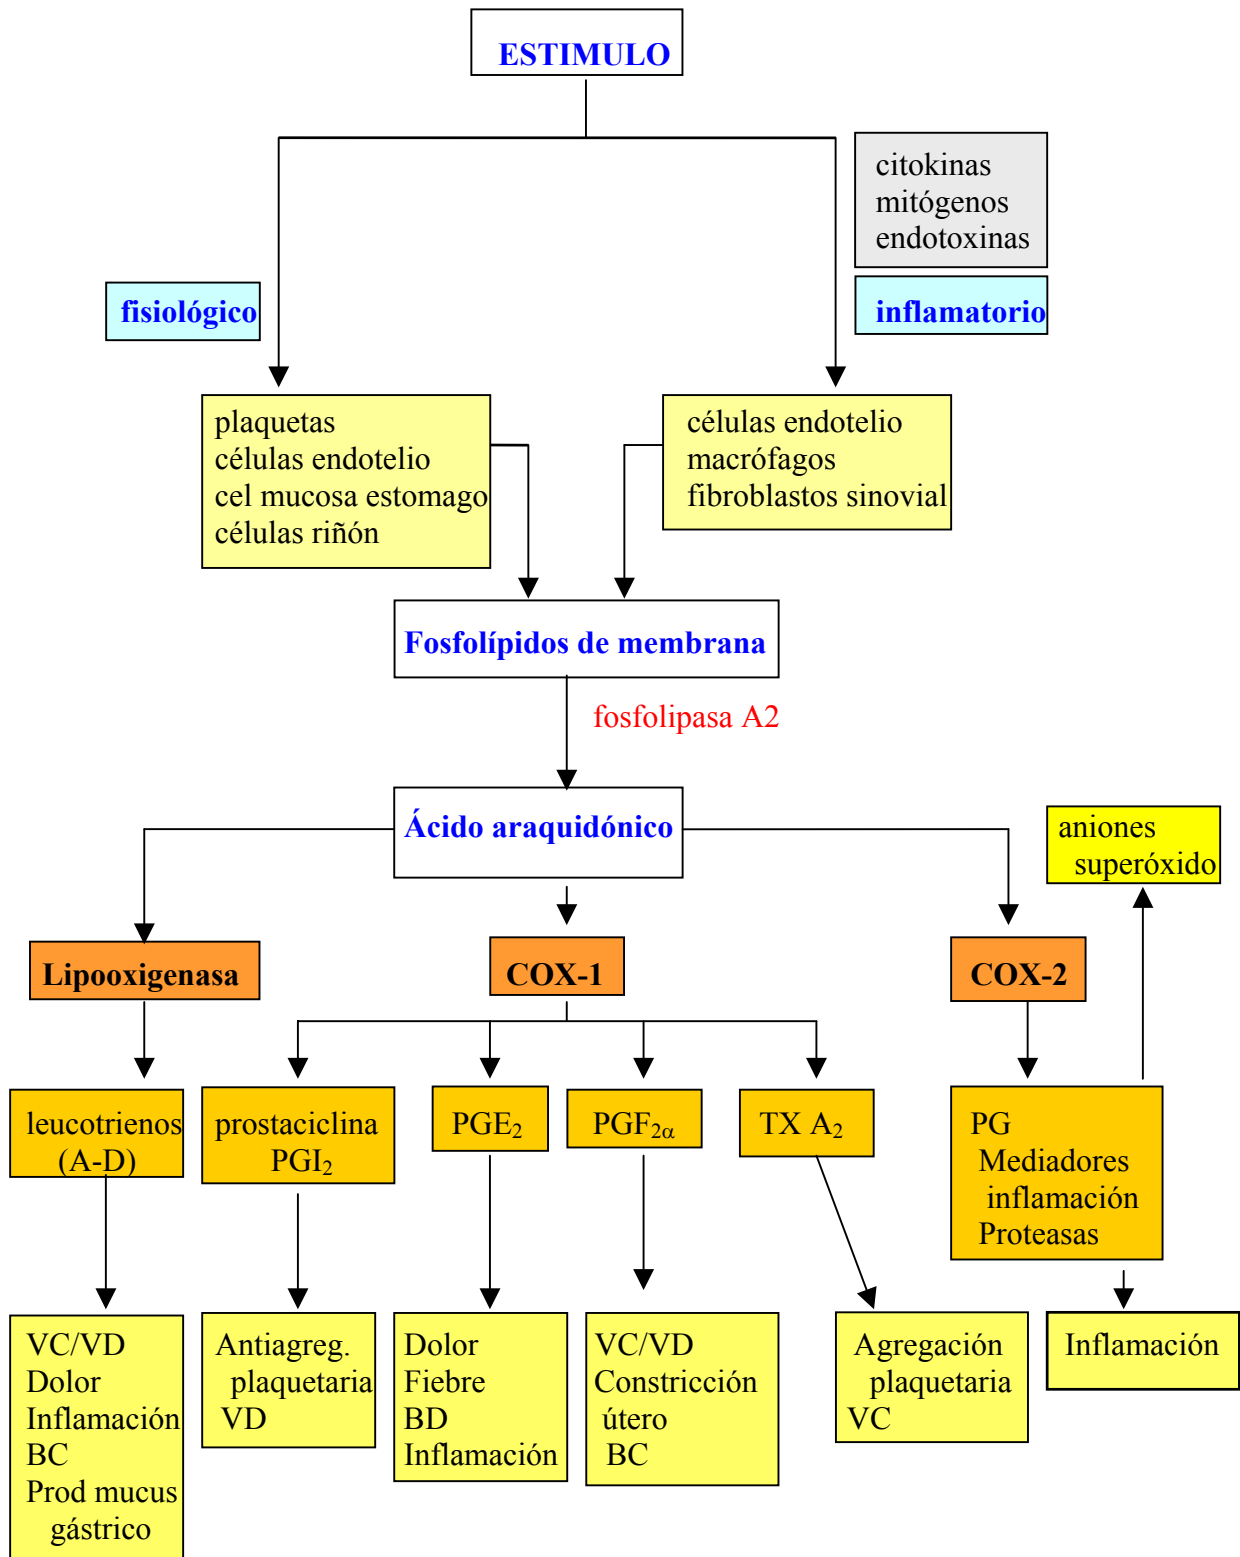 ESTIMULO
citokinas
mitógenos
endotoxinas
fisiológico
inflamatorio
plaquetas
células endotelio
cel mucosa estomago
células riñón
células endotelio
macrófagos
fibroblastos sinovial
Fosfolípidos de membrana
fosfolipasa A2
Ácido araquidónico
aniones
superóxido
Lipooxigenasa
COX-1
COX-2
leucotrienos
(A-D)
prostaciclina
PGI₂
PGE₂
PGF₂α
TX A₂
PG
Mediadores
inflamación
Proteasas
VC/VD
Dolor
Inflamación
BC
Prod mucus
gástrico
Antiagreg.
plaquetaria
VD
Dolor
Fiebre
BD
Inflamación
VC/VD
Constricción
útero
BC
Agregación
plaquetaria
VC
Inflamación